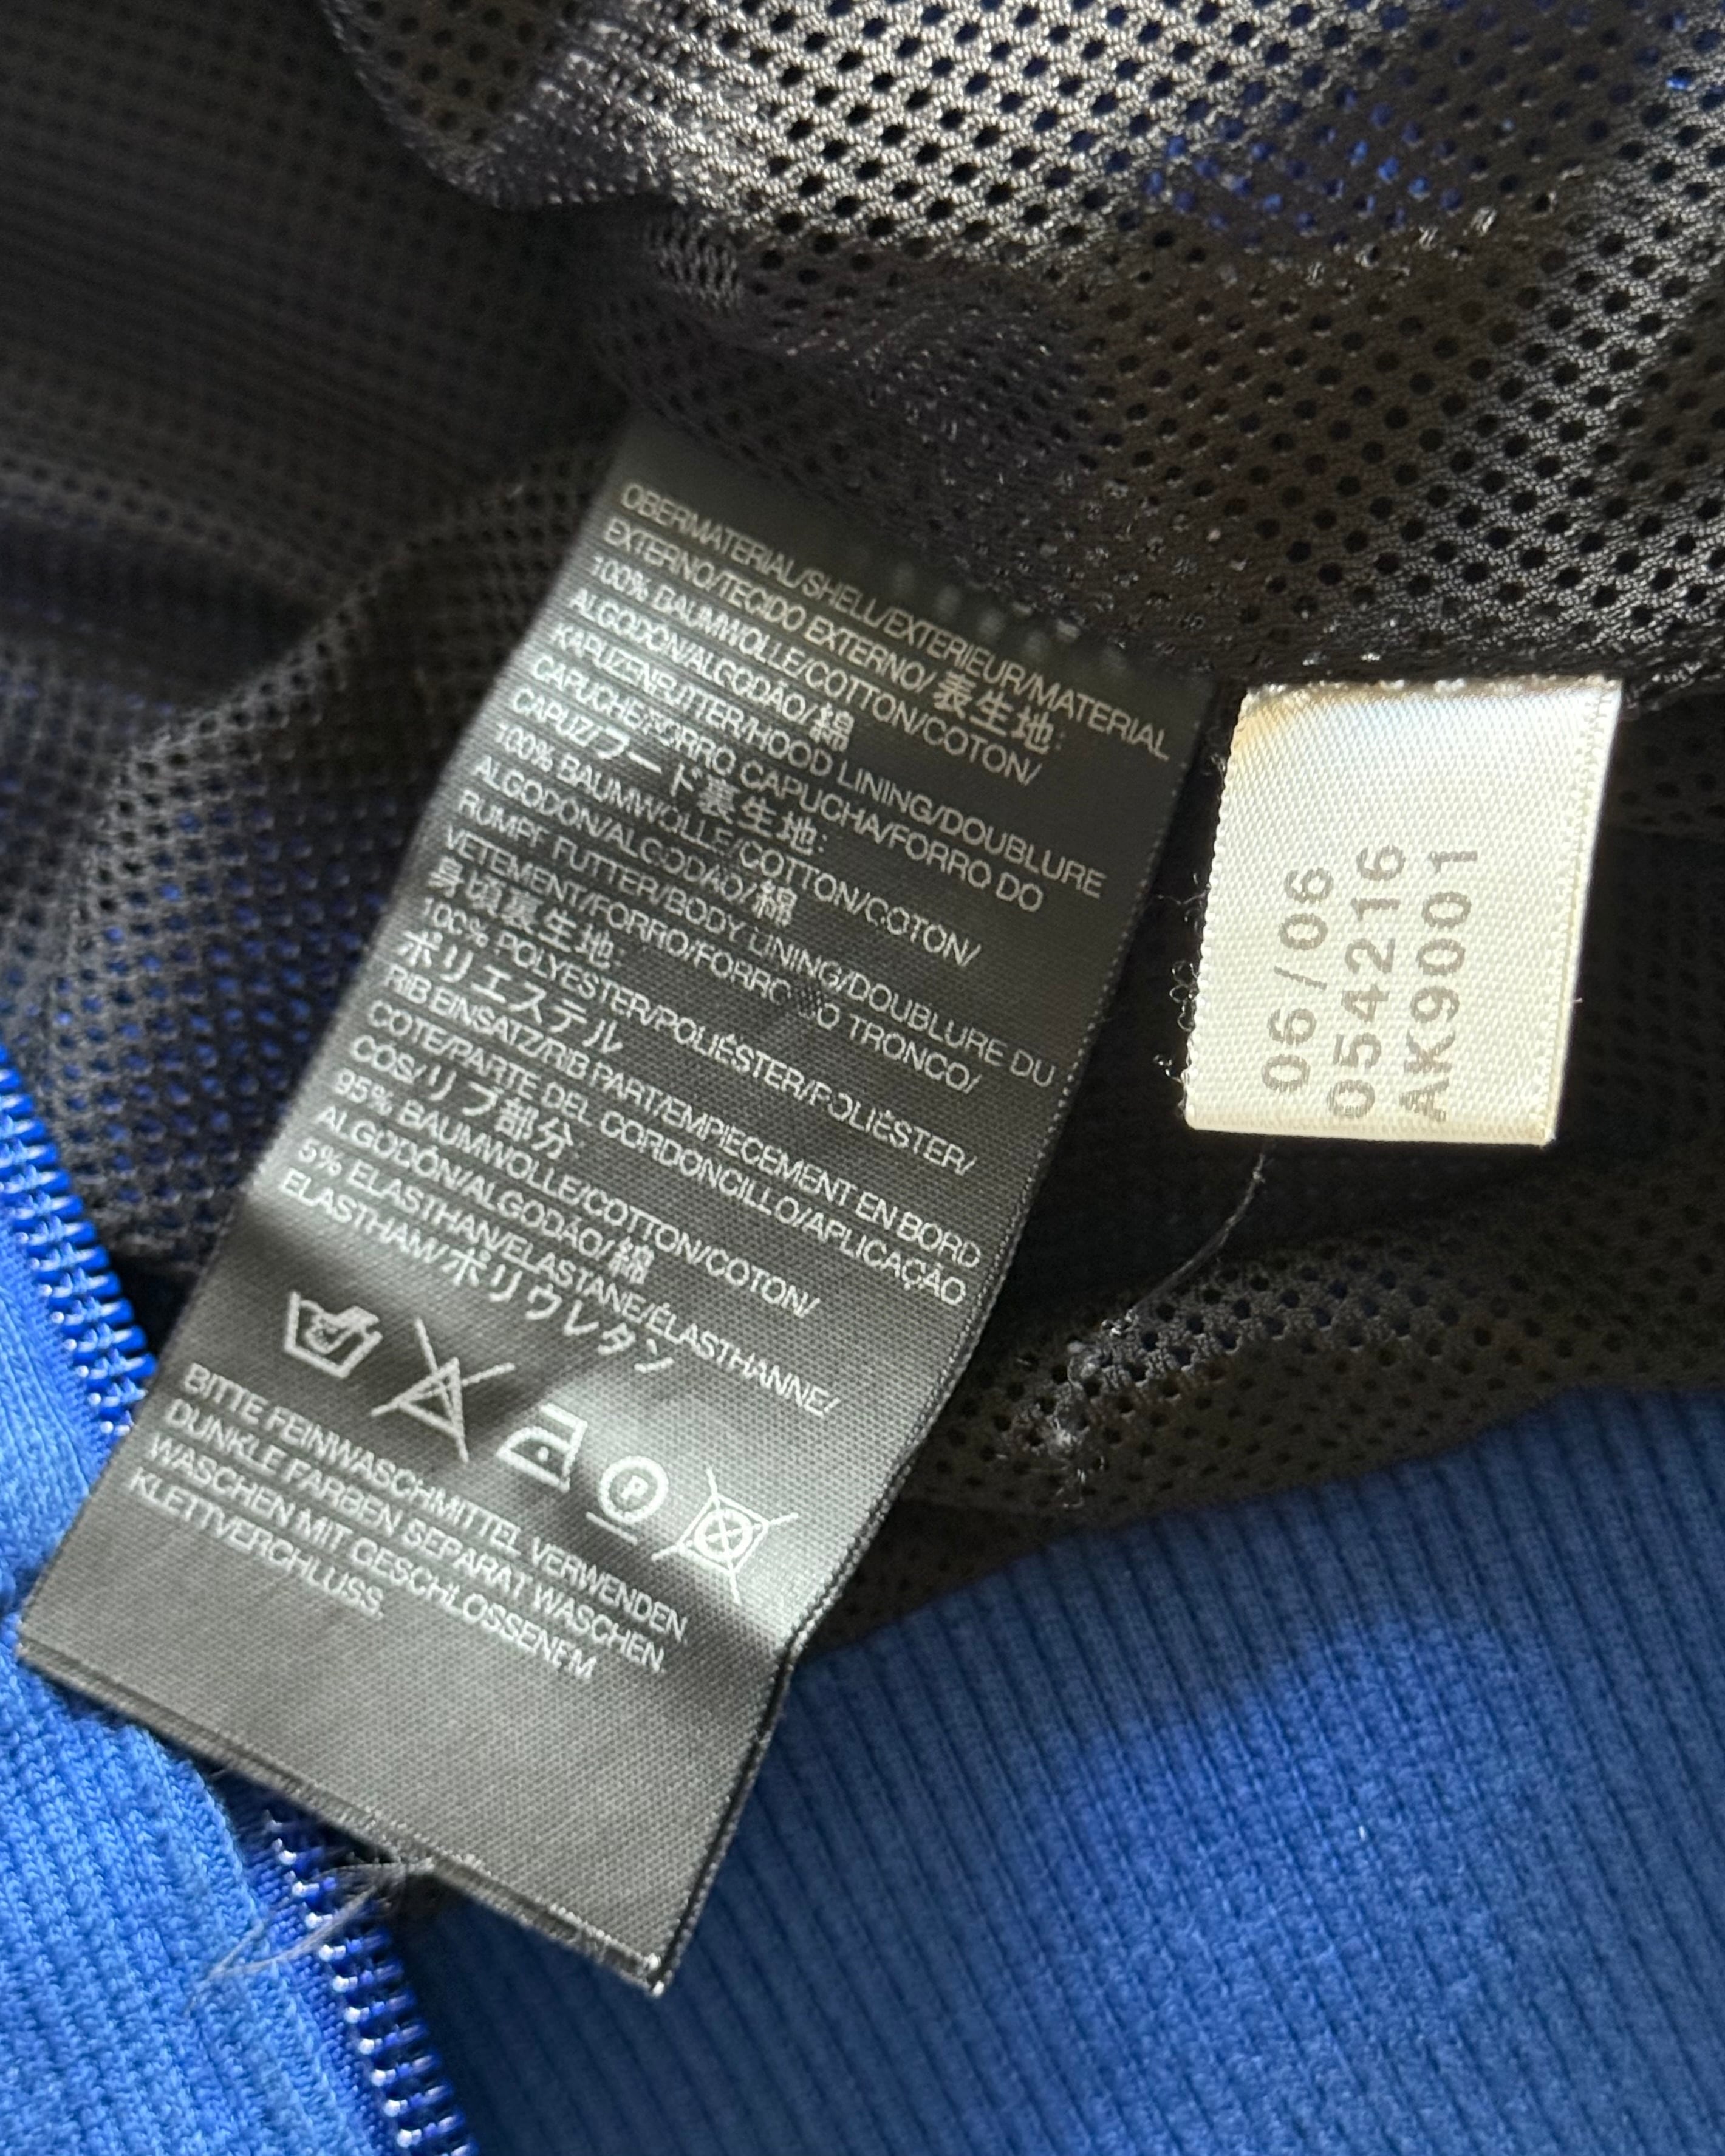 OBERMATERIAL/SHELL/EXTERIEUR/MATERIAL
EXTERNO/TECIDO EXTERNO/表生地:
100% BAUMWOLLE/COTTON/COTON/
ALGODÓN/ALGODÃO/綿
KAPUZENFUTTER/HOOD LINING/DOUBLURE
CAPUCHE/FORRO CAPUCHA/FORRO DO
CAPUZ/フード裏生地:
100% BAUMWOLLE/COTTON/COTON/
ALGODÓN/ALGODÃO/綿
RUMPF FUTTER/BODY LINING/DOUBLURE DU
VETEMENT/FORRO/FORRO DO TRONCO/
身頃裏生地:
100% POLYESTER/POLIÉSTER/POLIÉSTER/
ポリエステル
RIB EINSATZ/RIB PART/EMPIECEMENT EN BORD
COTE/PARTE DEL CORDONCILLO/APLICAÇÃO
COS/リブ部分:
95% BAUMWOLLE/COTTON/COTON/
ALGODÓN/ALGODÃO/綿
5% ELASTHAN/ELASTANE/ÉLASTHANNE/
ELASTHAM/ポリウレタン
P
BITTE FEINWASCHMITTEL VERWENDEN.
DUNKLE FARBEN SEPARAT WASCHEN.
WASCHEN MIT GESCHLOSSENEM
KLETTVERCHLUSS.
06/06
054216
AK9001